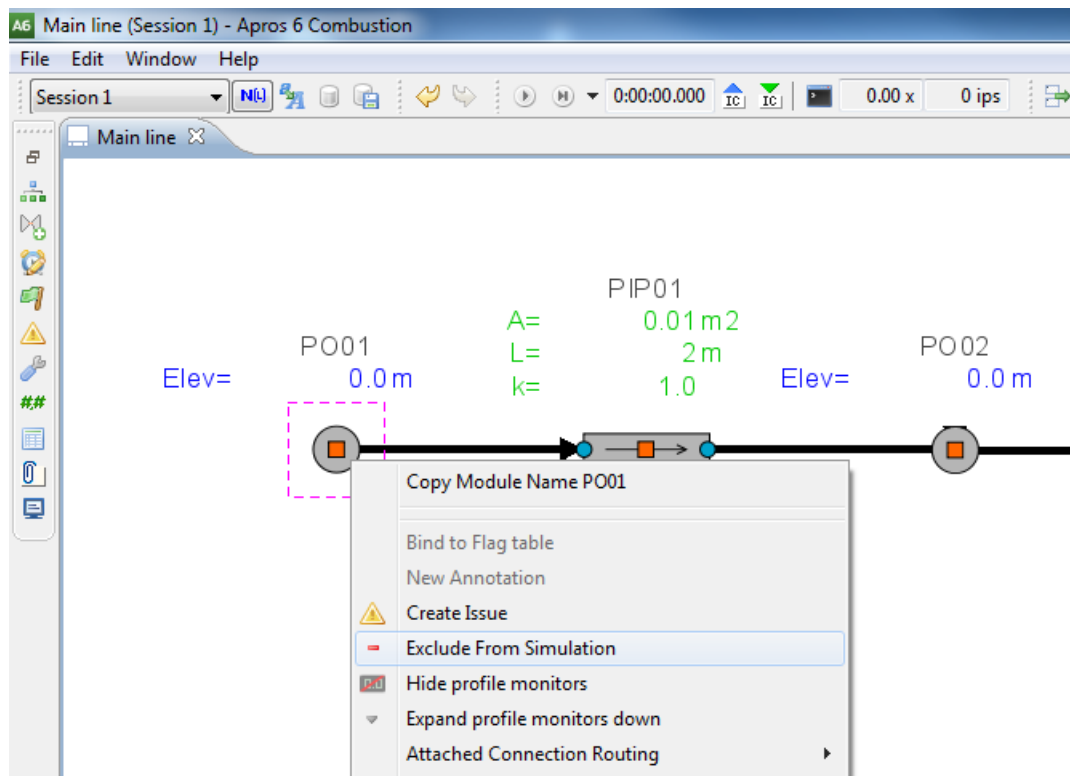 A6 Main line (Session 1) - Apros 6 Combustion
File Edit Window Help
Session 1 N(L) 0:00:00.000 IC IC 0.00 x 0 ips
Main line
PIP01
A= 0.01 m2
PO01 L= 2 m PO02
Elev= 0.0 m k= 1.0 Elev= 0.0 m
##
Copy Module Name PO01
Bind to Flag table
New Annotation
Create Issue
Exclude From Simulation
Hide profile monitors
Expand profile monitors down
Attached Connection Routing